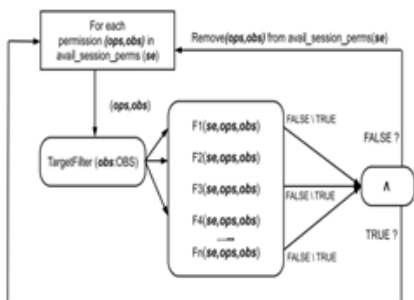 For each
permission (ops,obs) in
avail_session_perms (se)
Remove(ops,obs) from avail_session_perms(se)
(ops,obs)
TargetFilter (obs:OBS)
F1(se,ops,obs)
F2(se,ops,obs)
F3(se,ops,obs)
F4(se,ops,obs)
Fn(se,ops,obs)
FALSE \ TRUE
FALSE \ TRUE
FALSE \ TRUE
FALSE ?
∧
TRUE ?